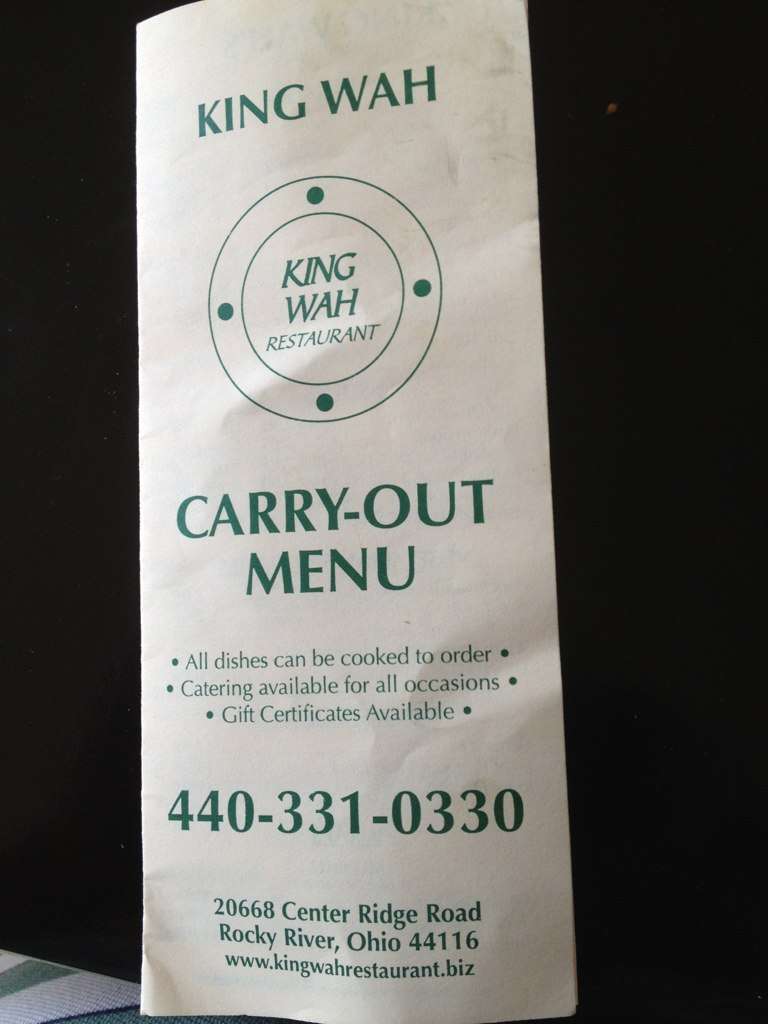 KING WAH
KING
WAH
RESTAURANT
CARRY-OUT
MENU
• All dishes can be cooked to order •
• Catering available for all occasions •
• Gift Certificates Available •
440-331-0330
20668 Center Ridge Road
Rocky River, Ohio 44116
www.kingwahrestaurant.biz